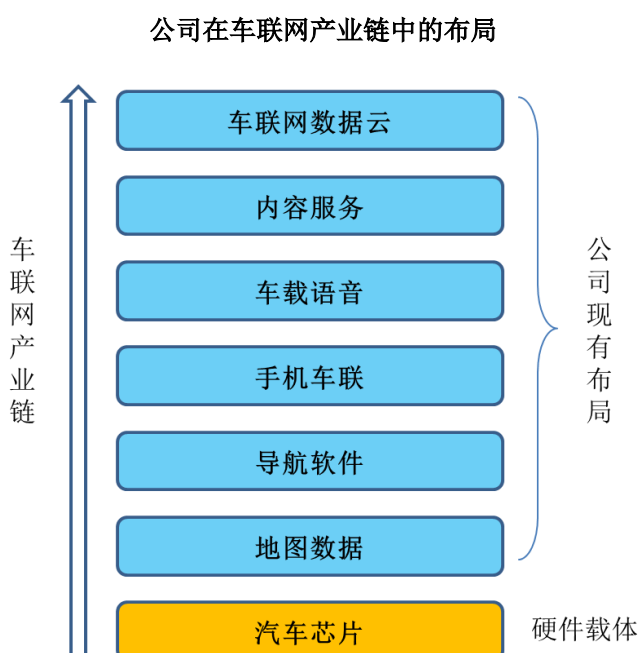 公司在车联网产业链中的布局
车联网数据云
内容服务
车载语音
手机车联
导航软件
地图数据
汽车芯片
车联网产业链
公司现有布局
硬件载体